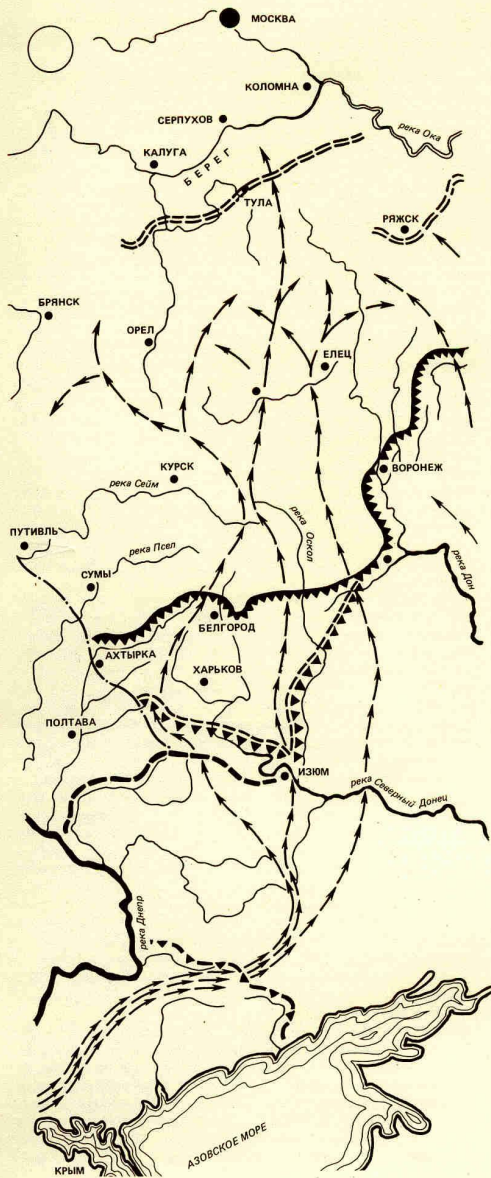 МОСКВА
КОЛОМНА
СЕРПУХОВ
река Ока
КАЛУГА
БЕРЕГ
ТУЛА
РЯЖСК
БРЯНСК
ОРЕЛ
ЕЛЕЦ
КУРСК
ВОРОНЕЖ
река Сейм
река Оскол
ПУТИВЛЬ
река Псел
река Дон
СУМЫ
БЕЛГОРОД
АХТЫРКА
ХАРЬКОВ
ПОЛТАВА
ИЗЮМ
река Северный Донец
река Днепр
АЗОВСКОЕ МОРЕ
КРЫМ